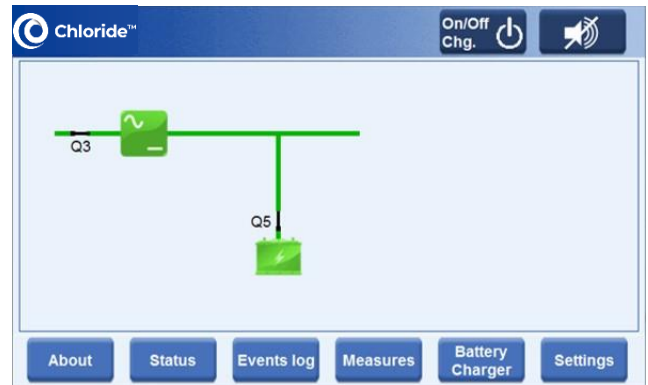 Chloride™
On/Off
Chg.
Q3
Q5
About
Status
Events log
Measures
Battery
Charger
Settings